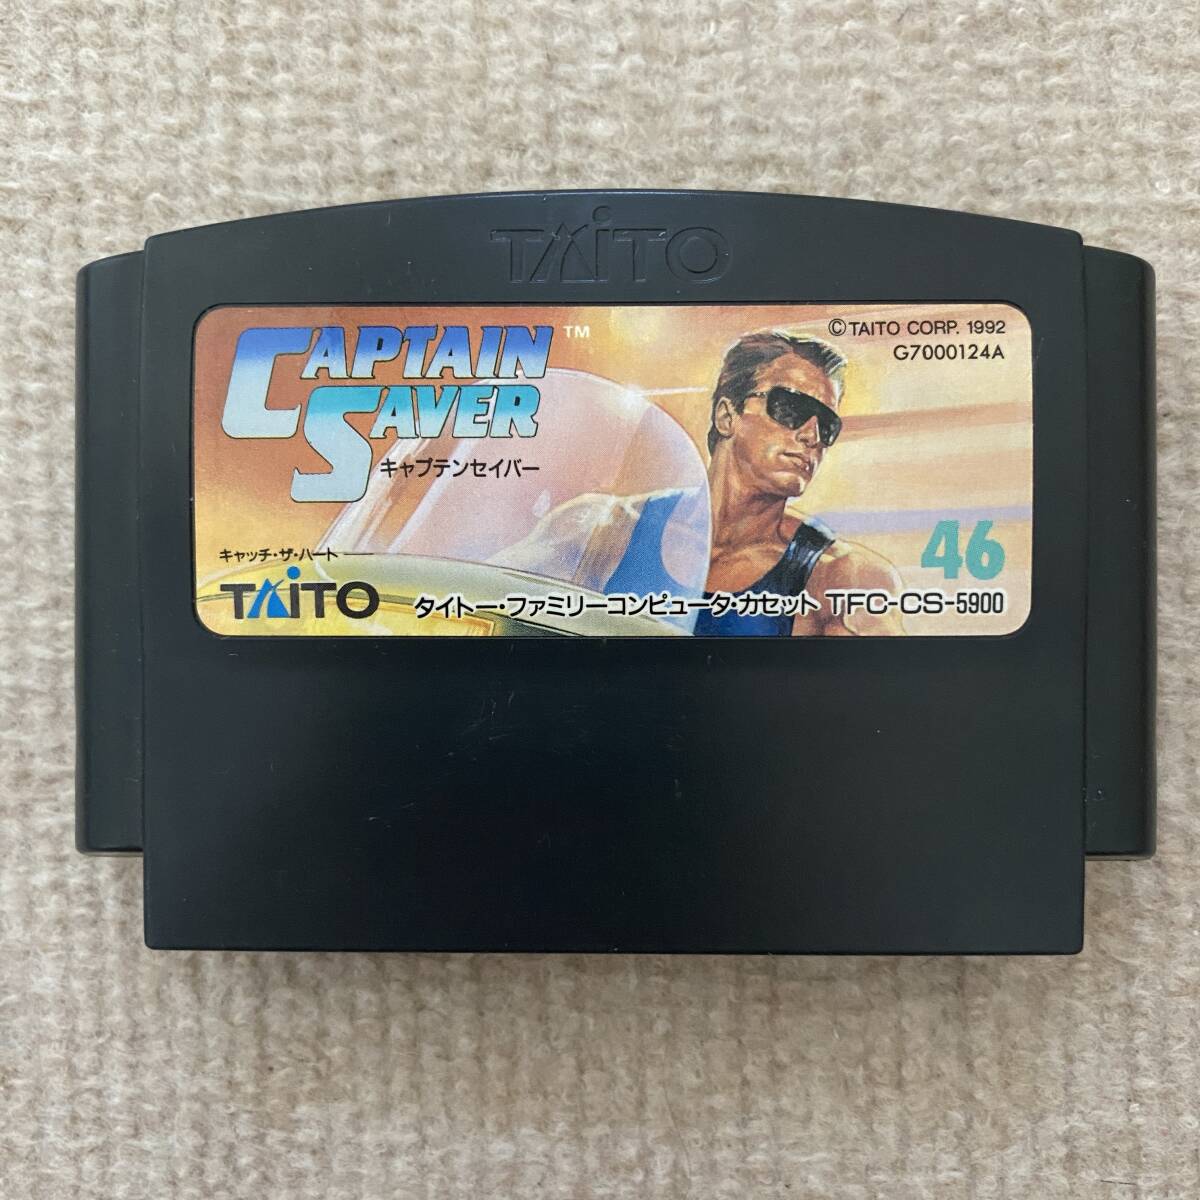 TAITO
CAPTAIN™
SAVER
キャプテンセイバー
©TAITO CORP. 1992
G7000124A
46
キャッチ・ザ・ハート
TAITO
タイトー・ファミリーコンピュータ・カセット TFC-CS-5900